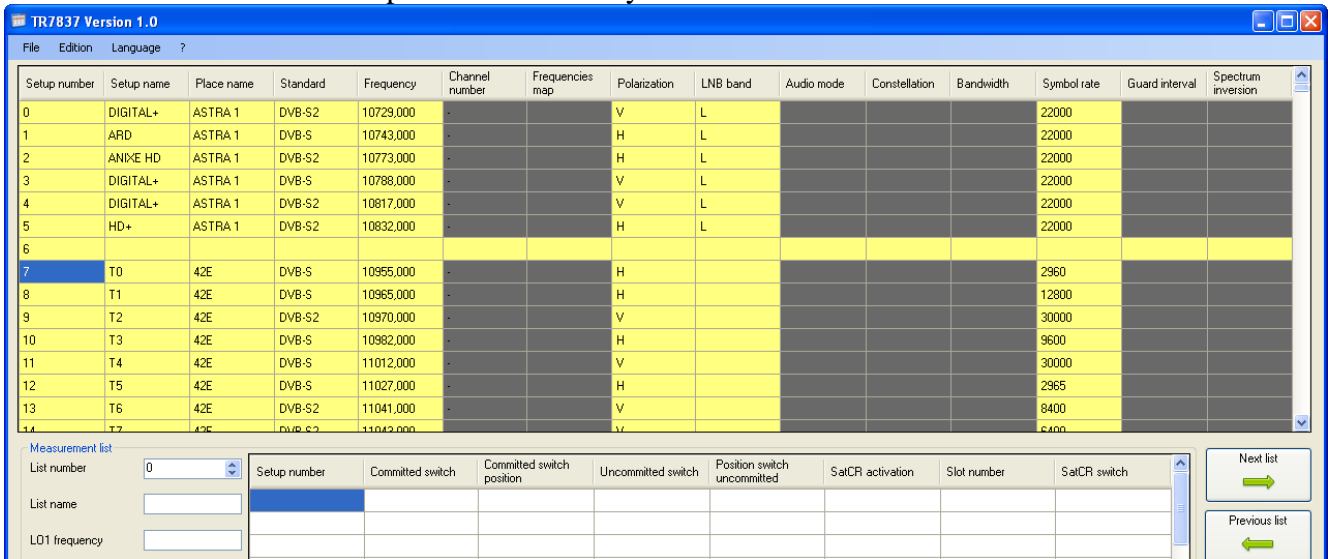 TR7837 Version 1.0
File Edition Language ?
Setup number Setup name Place name Standard Frequency Channel number Frequencies map Polarization LNB band Audio mode Constellation Bandwidth Symbol rate Guard interval Spectrum inversion
0 DIGITAL+ ASTRA 1 DVB-S2 10729,000 - V L 22000
1 ARD ASTRA 1 DVB-S 10743,000 - H L 22000
2 ANIXE HD ASTRA 1 DVB-S2 10773,000 - H L 22000
3 DIGITAL+ ASTRA 1 DVB-S 10788,000 - V L 22000
4 DIGITAL+ ASTRA 1 DVB-S2 10817,000 - V L 22000
5 HD+ ASTRA 1 DVB-S2 10832,000 - H L 22000
6
7 T0 42E DVB-S 10955,000 - H 2960
8 T1 42E DVB-S 10965,000 - H 12800
9 T2 42E DVB-S2 10970,000 - V 30000
10 T3 42E DVB-S 10982,000 - H 9600
11 T4 42E DVB-S 11012,000 - V 30000
12 T5 42E DVB-S 11027,000 - H 2965
13 T6 42E DVB-S2 11041,000 - V 8400
14 T7 42E DVB-S2 11043,000 V 6400
Measurement list
List number 0
List name
LO1 frequency
Setup number Committed switch Committed switch position Uncommitted switch Position switch uncommitted SatCR activation Slot number SatCR switch
Next list
Previous list